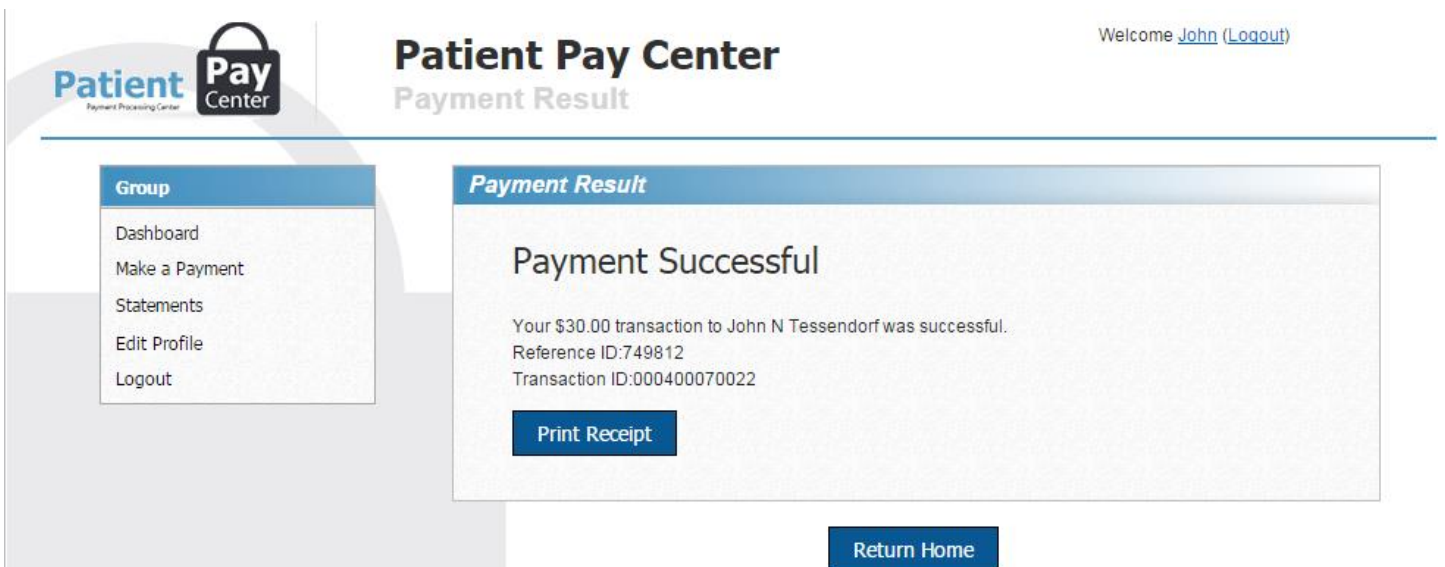 Patient
Payment Processing Center
Pay
Center
Patient Pay Center
Payment Result
Welcome John (Logout)
Group
Dashboard
Make a Payment
Statements
Edit Profile
Logout
Payment Result
Payment Successful
Your $30.00 transaction to John N Tessendorf was successful.
Reference ID:749812
Transaction ID:000400070022
Print Receipt
Return Home